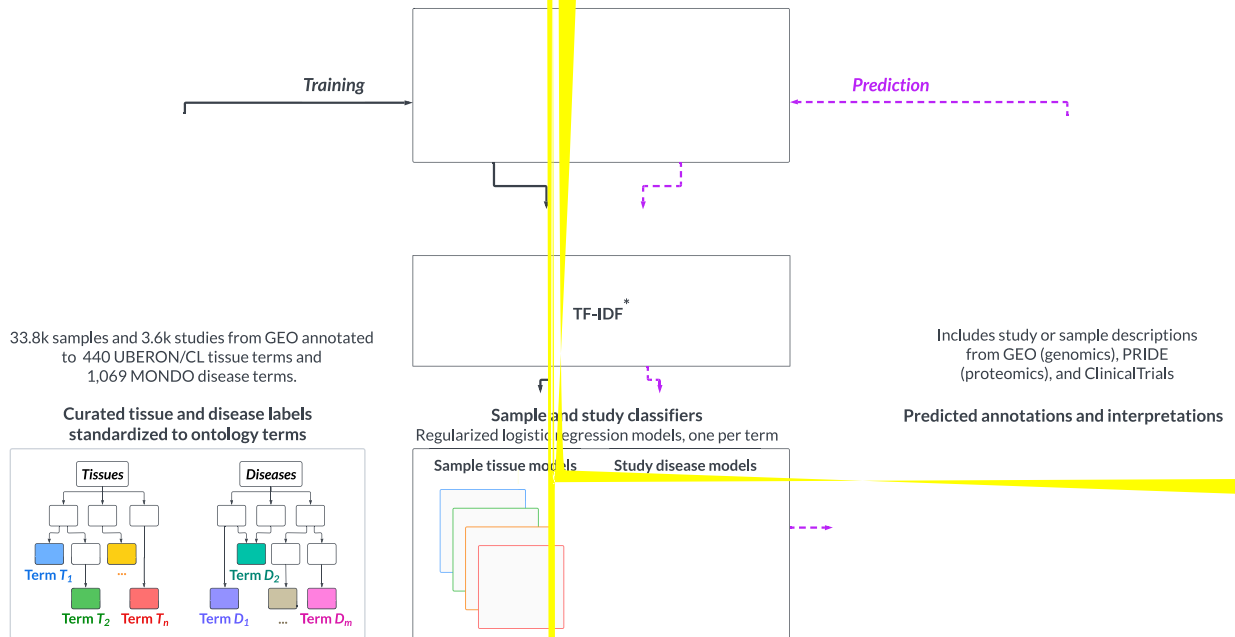 Training
Prediction
TF-IDF*
33.8k samples and 3.6k studies from GEO annotated
to 440 UBERON/CL tissue terms and
1,069 MONDO disease terms.
Includes study or sample descriptions
from GEO (genomics), PRIDE
(proteomics), and ClinicalTrials
Curated tissue and disease labels
standardized to ontology terms
Sample and study classifiers
Regularized logistic regression models, one per term
Predicted annotations and interpretations
Sample tissue models
Study disease models
Tissues
Diseases
Term T1
...
Term D2
Term T2
Term Tn
Term D1
...
Term Dm